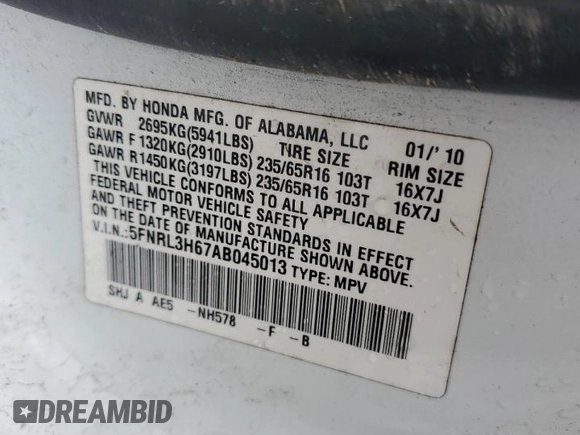 MFD. BY HONDA MFG. OF ALABAMA, LLC 01/' 10
GVWR 2695KG(5941LBS) TIRE SIZE RIM SIZE
GAWR F 1320KG(2910LBS) 235/65R16 103T 16X7J
GAWR R1450KG(3197LBS) 235/65R16 103T 16X7J
THIS VEHICLE CONFORMS TO ALL APPLICABLE
FEDERAL MOTOR VEHICLE SAFETY
AND THEFT PREVENTION STANDARDS IN EFFECT
ON THE DATE OF MANUFACTURE SHOWN ABOVE.
V.I.N.:5FNRL3H67AB045013 TYPE: MPV
SHJ A AE5 -NH578 -F -B
DREAMBID